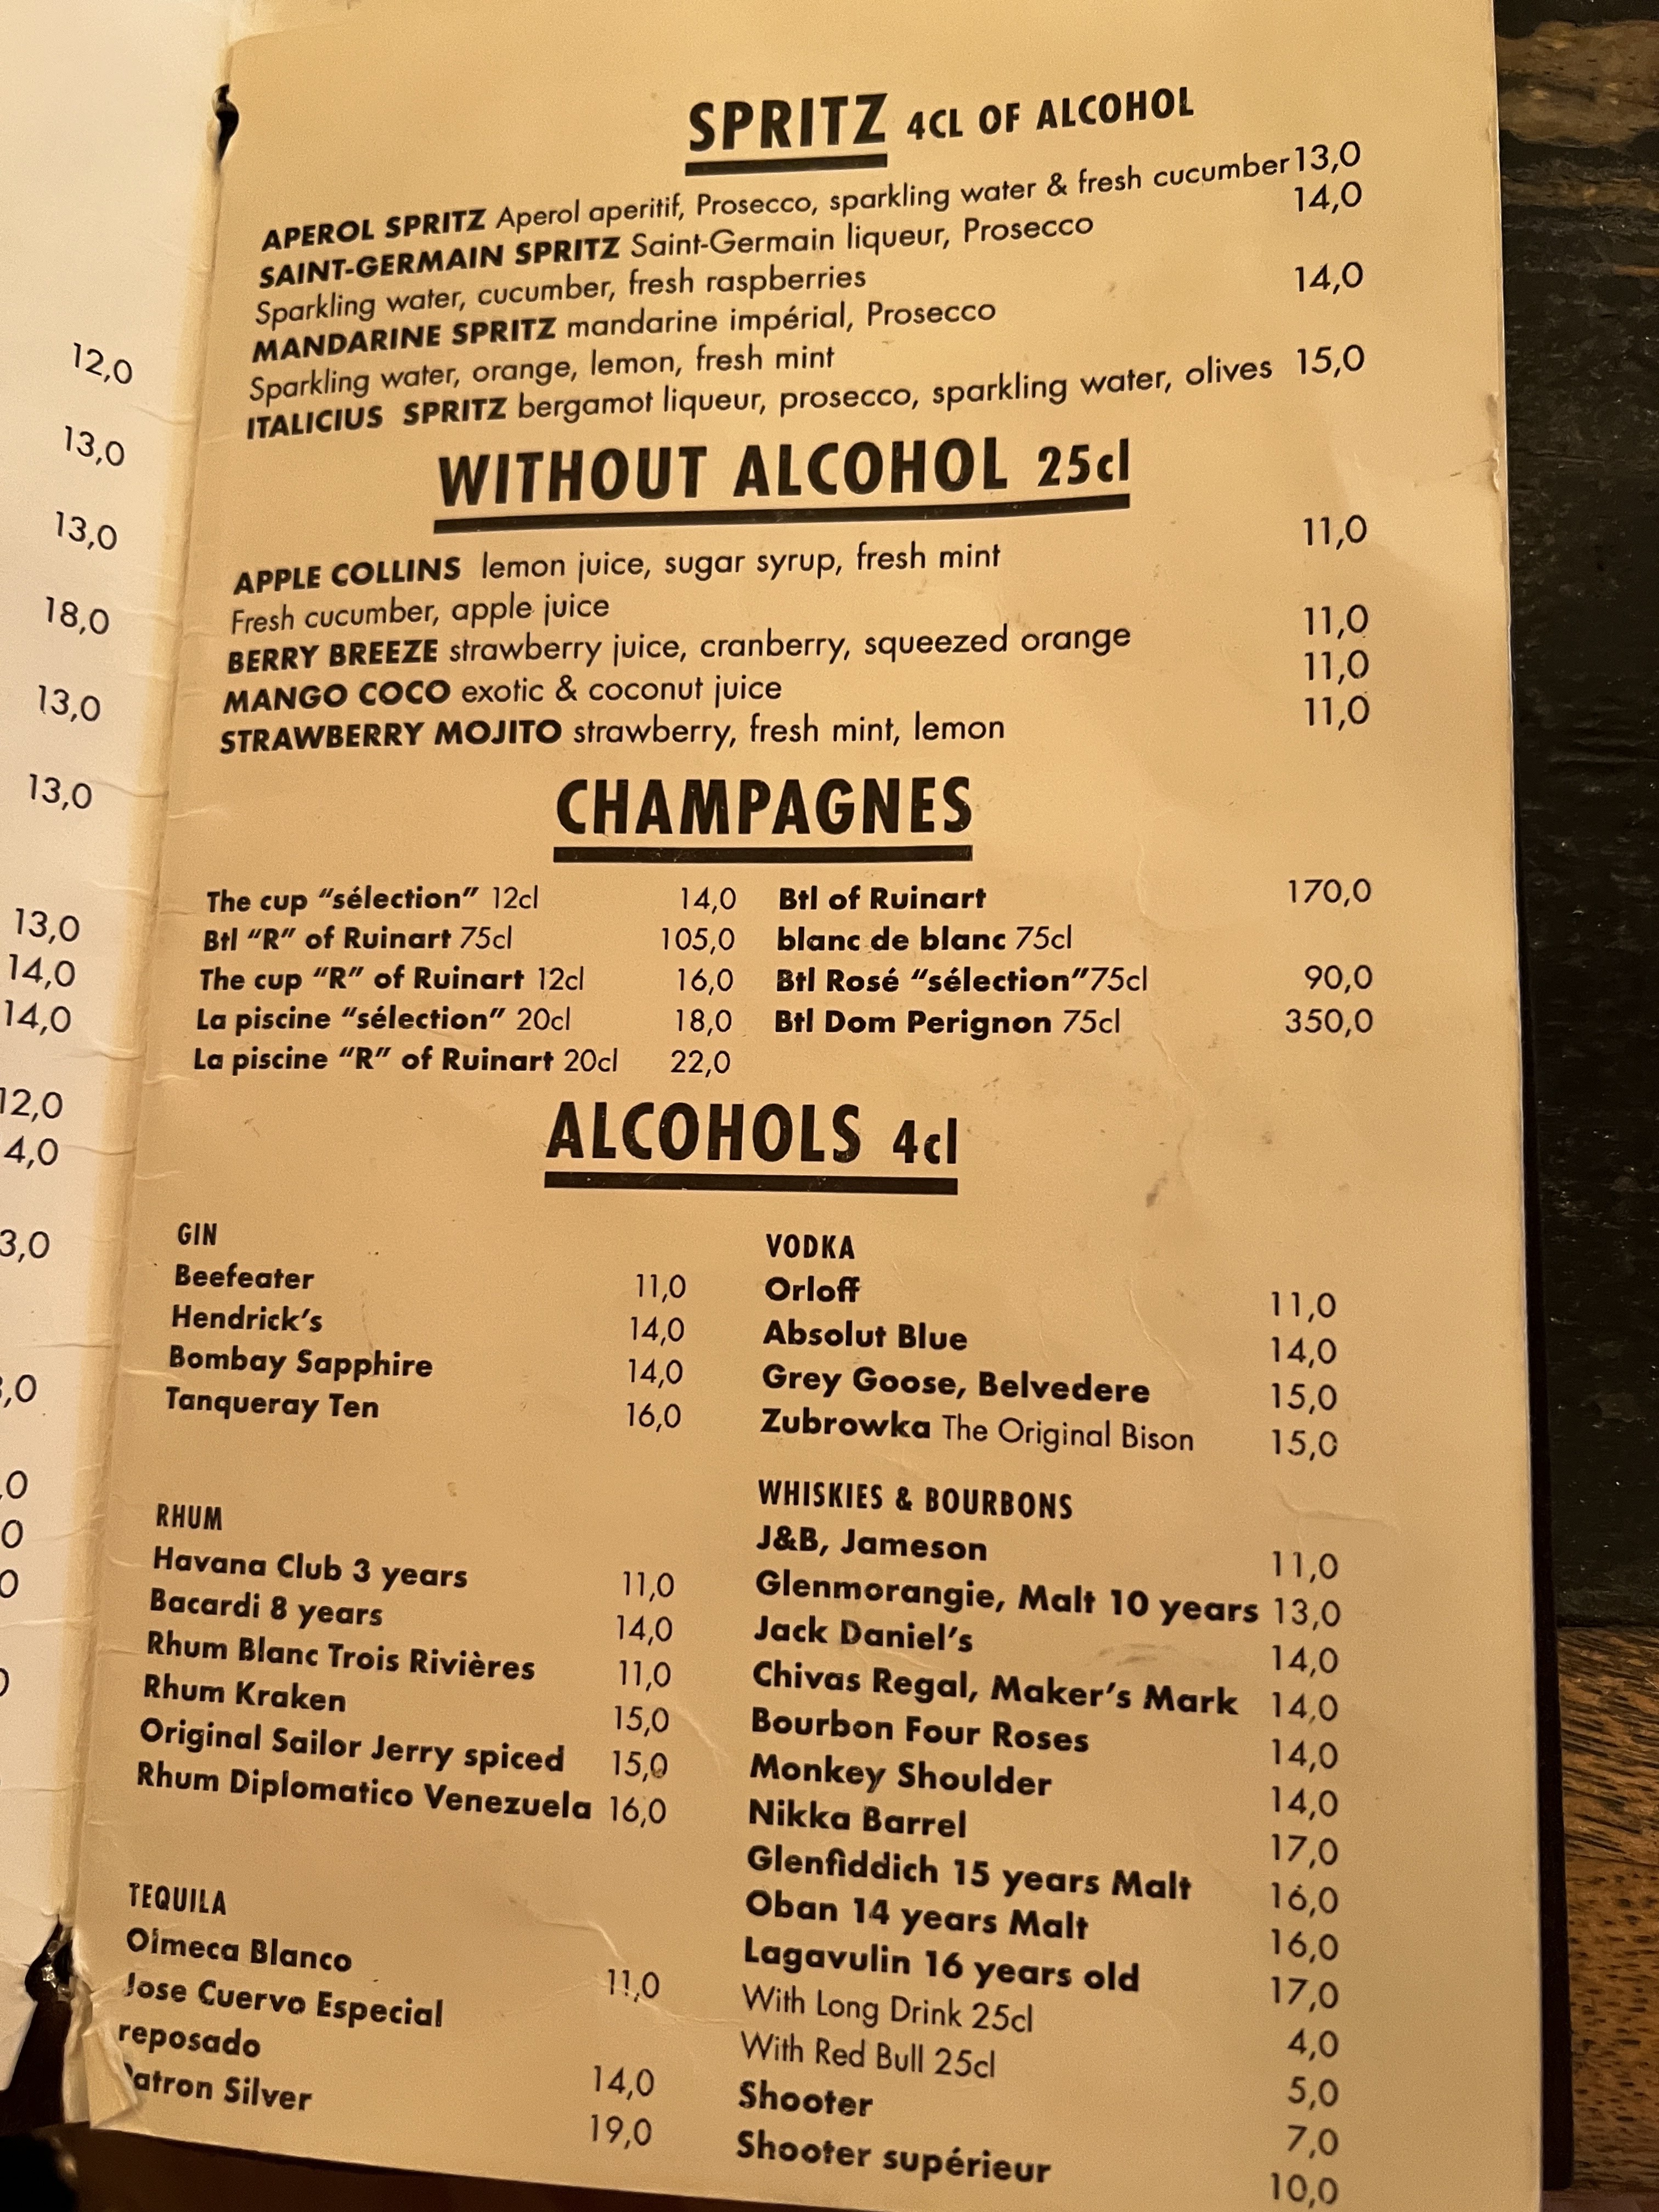 12,0
13,0
13,0
18,0
13,0
13,0
13,0
14,0
14,0
12,0
4,0
3,0
,0
,0
0
0
SPRITZ 4CL OF ALCOHOL
APEROL SPRITZ Aperol aperitif, Prosecco, sparkling water & fresh cucumber 13,0
SAINT-GERMAIN SPRITZ Saint-Germain liqueur, Prosecco 14,0
Sparkling water, cucumber, fresh raspberries
MANDARINE SPRITZ mandarine impérial, Prosecco 14,0
Sparkling water, orange, lemon, fresh mint
ITALICIUS SPRITZ bergamot liqueur, prosecco, sparkling water, olives 15,0
WITHOUT ALCOHOL 25cl
APPLE COLLINS lemon juice, sugar syrup, fresh mint 11,0
Fresh cucumber, apple juice
BERRY BREEZE strawberry juice, cranberry, squeezed orange 11,0
MANGO COCO exotic & coconut juice 11,0
STRAWBERRY MOJITO strawberry, fresh mint, lemon 11,0
CHAMPAGNES
The cup “sélection” 12cl 14,0
Btl “R” of Ruinart 75cl 105,0
The cup “R” of Ruinart 12cl 16,0
La piscine “sélection” 20cl 18,0
La piscine “R” of Ruinart 20cl 22,0
Btl of Ruinart 170,0
blanc de blanc 75cl
Btl Rosé “sélection”75cl 90,0
Btl Dom Perignon 75cl 350,0
ALCOHOLS 4cl
GIN
Beefeater 11,0
Hendrick’s 14,0
Bombay Sapphire 14,0
Tanqueray Ten 16,0
RHUM
Havana Club 3 years 11,0
Bacardi 8 years 14,0
Rhum Blanc Trois Rivières 11,0
Rhum Kraken 15,0
Original Sailor Jerry spiced 15,0
Rhum Diplomatico Venezuela 16,0
TEQUILA
Olmeca Blanco 11,0
Jose Cuervo Especial
reposado 14,0
Patron Silver 19,0
VODKA
Orloff 11,0
Absolut Blue 14,0
Grey Goose, Belvedere 15,0
Zubrowka The Original Bison 15,0
WHISKIES & BOURBONS
J&B, Jameson 11,0
Glenmorangie, Malt 10 years 13,0
Jack Daniel’s 14,0
Chivas Regal, Maker’s Mark 14,0
Bourbon Four Roses 14,0
Monkey Shoulder 14,0
Nikka Barrel 17,0
Glenfiddich 15 years Malt 16,0
Oban 14 years Malt 16,0
Lagavulin 16 years old 17,0
With Long Drink 25cl 4,0
With Red Bull 25cl 5,0
Shooter 7,0
Shooter supérieur 10,0